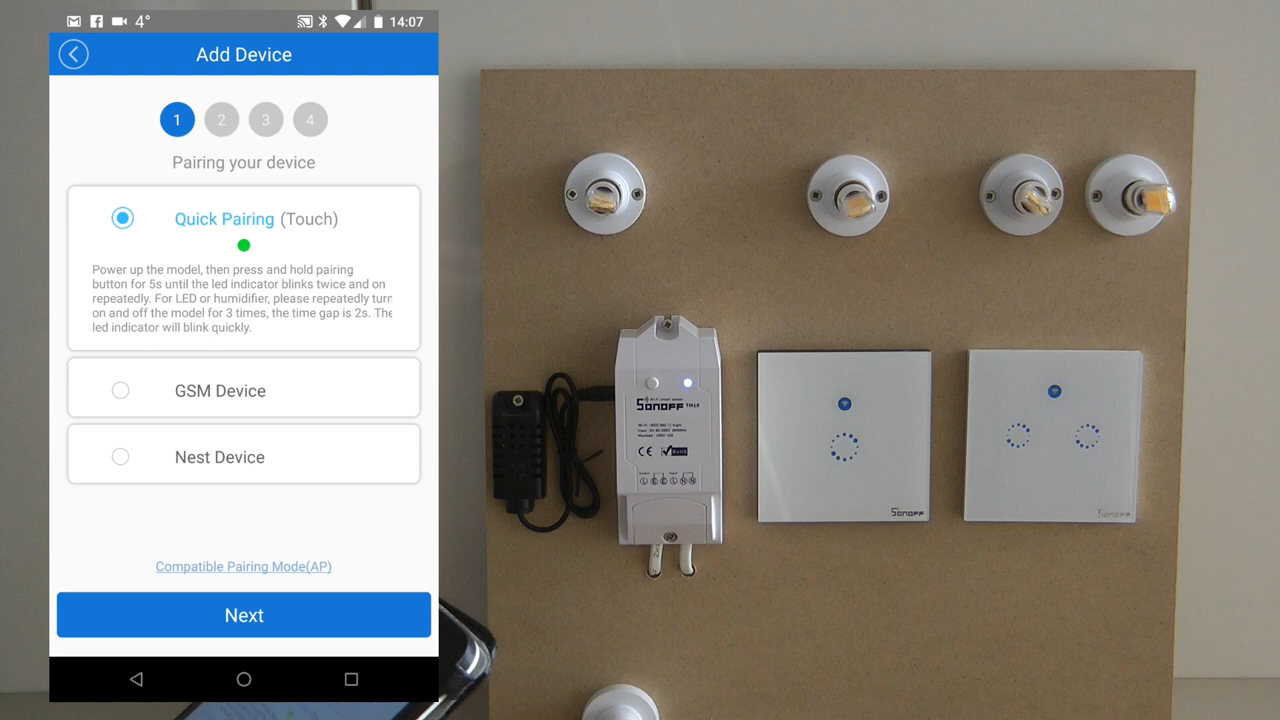 4° 14:07
Add Device
1 2 3 4
Pairing your device
Quick Pairing (Touch)
Power up the model, then press and hold pairing
button for 5s until the led indicator blinks twice and on
repeatedly. For LED or humidifier, please repeatedly turn
on and off the model for 3 times, the time gap is 2s. The
led indicator will blink quickly.
GSM Device
Nest Device
Compatible Pairing Mode(AP)
Next
SONOFF TH16
CE
L E E L N N
SONOFF
SONOFF